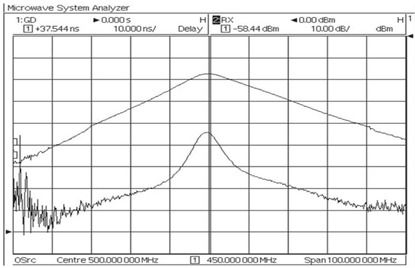 Microwave System Analyzer
1:GD ►0.000 s H 2 RX ◄0.00 dBm H 1
1 +37.544 ns 10.000 ns/ Delay 1 -58.44 dBm 10.00 dB/ dBm
0Src Centre 500.000 000 MHz 1 450.000 000 MHz Span 100.000 000 MHz